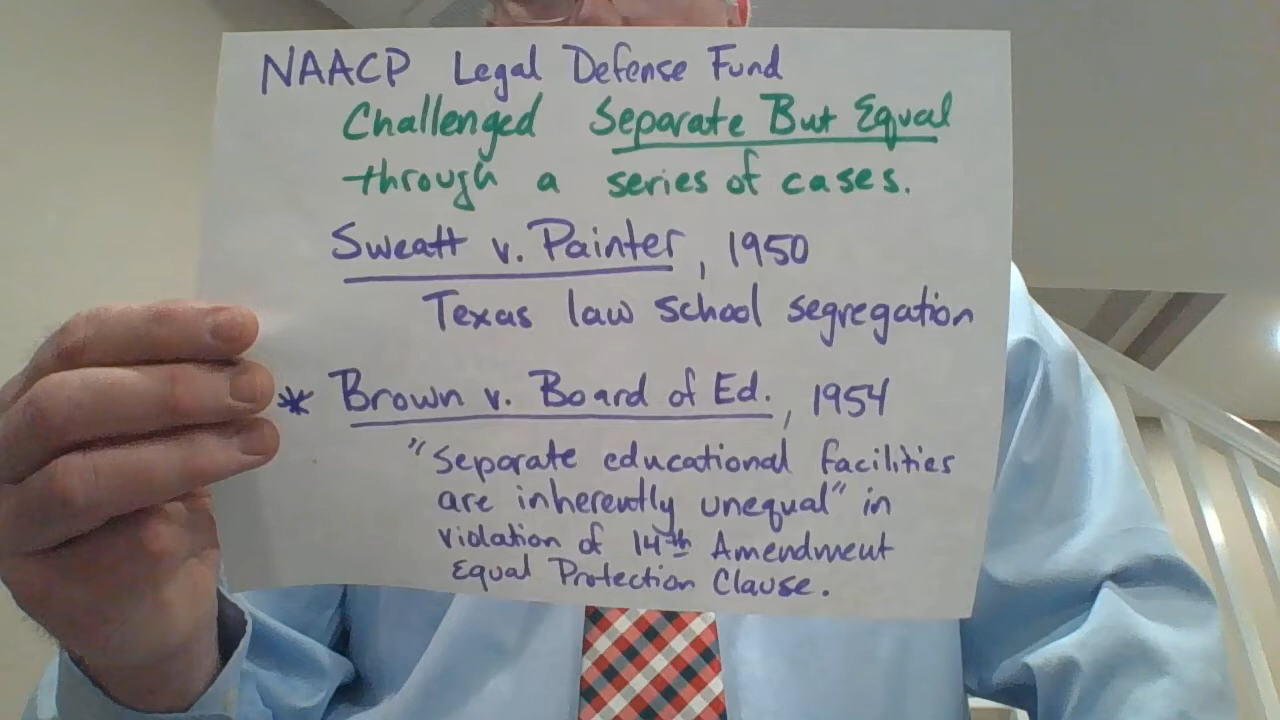 NAACP Legal Defense Fund
Challenged Separate But Equal
through a series of cases.
Sweatt v. Painter, 1950
Texas law school segregation
* Brown v. Board of Ed., 1954
"Separate educational facilities
are inherently unequal" in
violation of 14th Amendment
Equal Protection Clause.